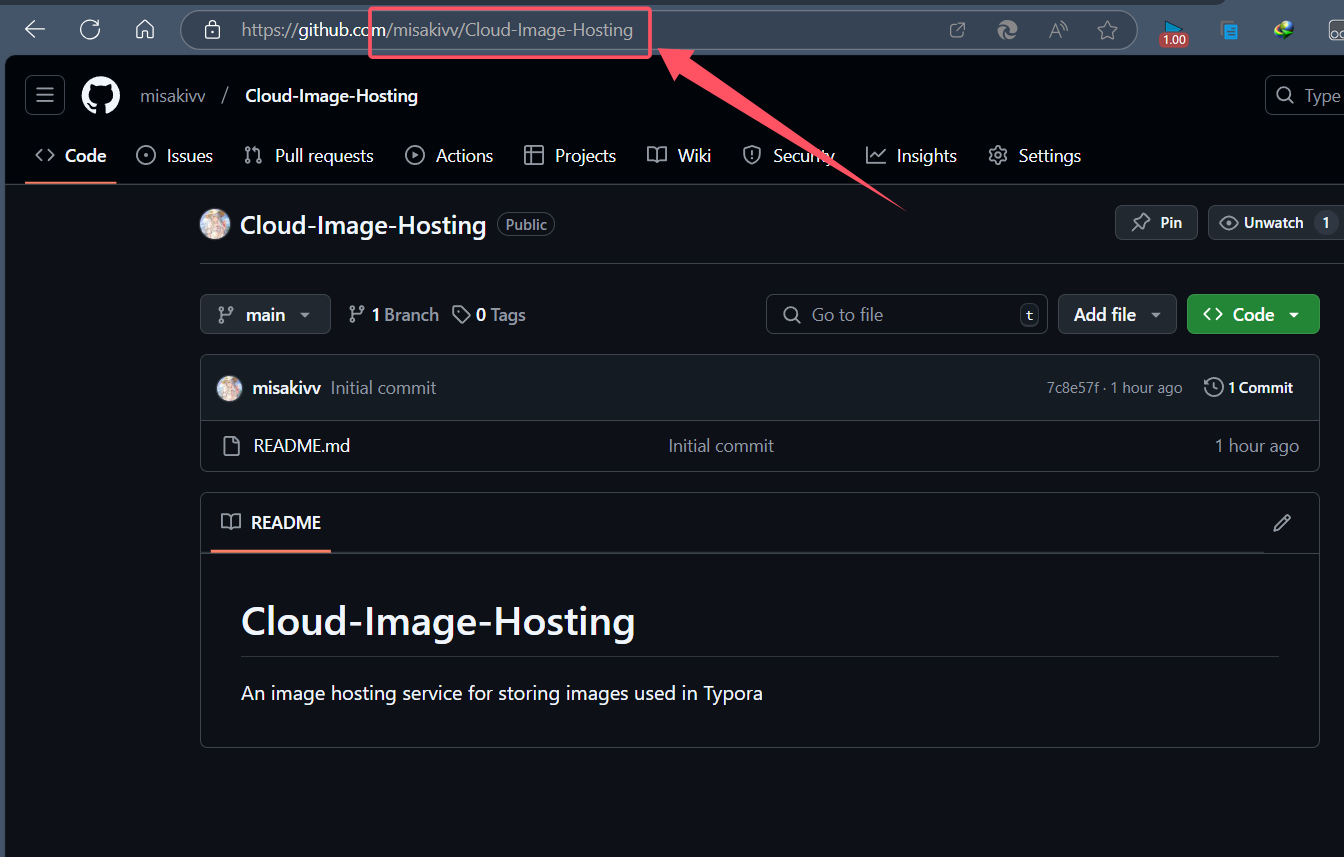 https://github.com/misakivv/Cloud-Image-Hosting
1.00
misakivv / Cloud-Image-Hosting
Type
Code Issues Pull requests Actions Projects Wiki Security Insights Settings
Cloud-Image-Hosting Public
Pin Unwatch 1
main 1 Branch 0 Tags Go to file t Add file Code
misakivv Initial commit 7c8e57f · 1 hour ago 1 Commit
README.md Initial commit 1 hour ago
README
Cloud-Image-Hosting
An image hosting service for storing images used in Typora